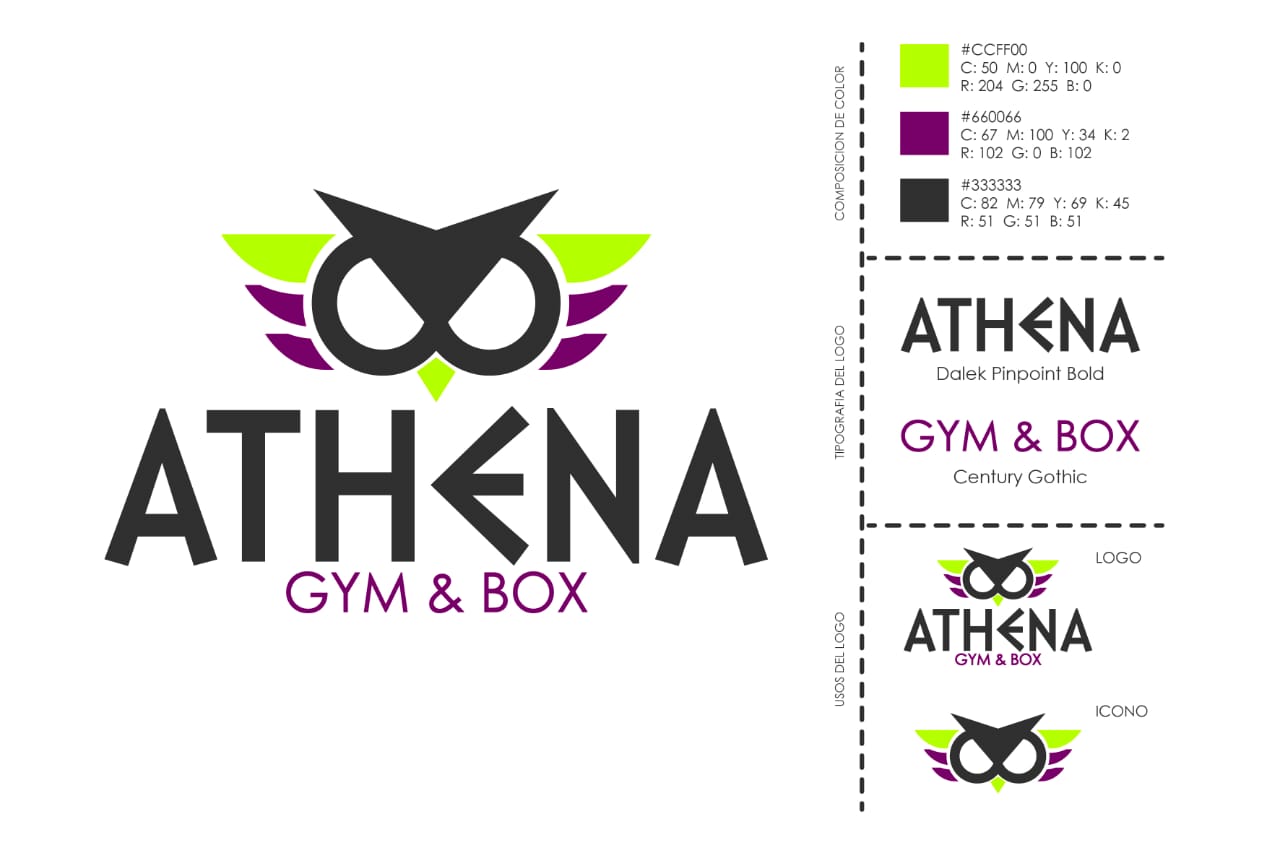 ATHENA
GYM & BOX
COMPOSICION DE COLOR
#CCFF00
C: 50 M: 0 Y: 100 K: 0
R: 204 G: 255 B: 0
#660066
C: 67 M: 100 Y: 34 K: 2
R: 102 G: 0 B: 102
#333333
C: 82 M: 79 Y: 69 K: 45
R: 51 G: 51 B: 51
TIPOGRAFIA DEL LOGO
ATHENA
Dalek Pinpoint Bold
GYM & BOX
Century Gothic
USOS DEL LOGO
LOGO
ATHENA
GYM & BOX
ICONO